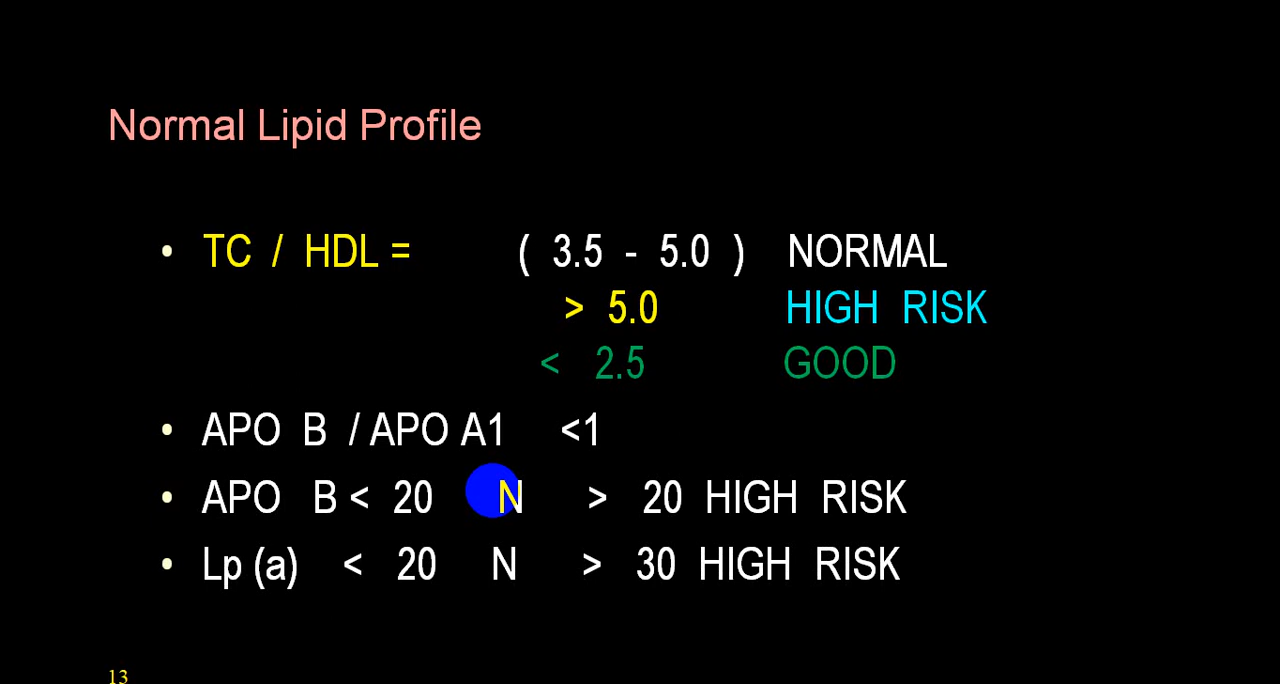 Normal Lipid Profile
• TC / HDL = ( 3.5 - 5.0 ) NORMAL
> 5.0 HIGH RISK
< 2.5 GOOD
• APO B / APO A1 <1
• APO B < 20 N > 20 HIGH RISK
• Lp (a) < 20 N > 30 HIGH RISK
13